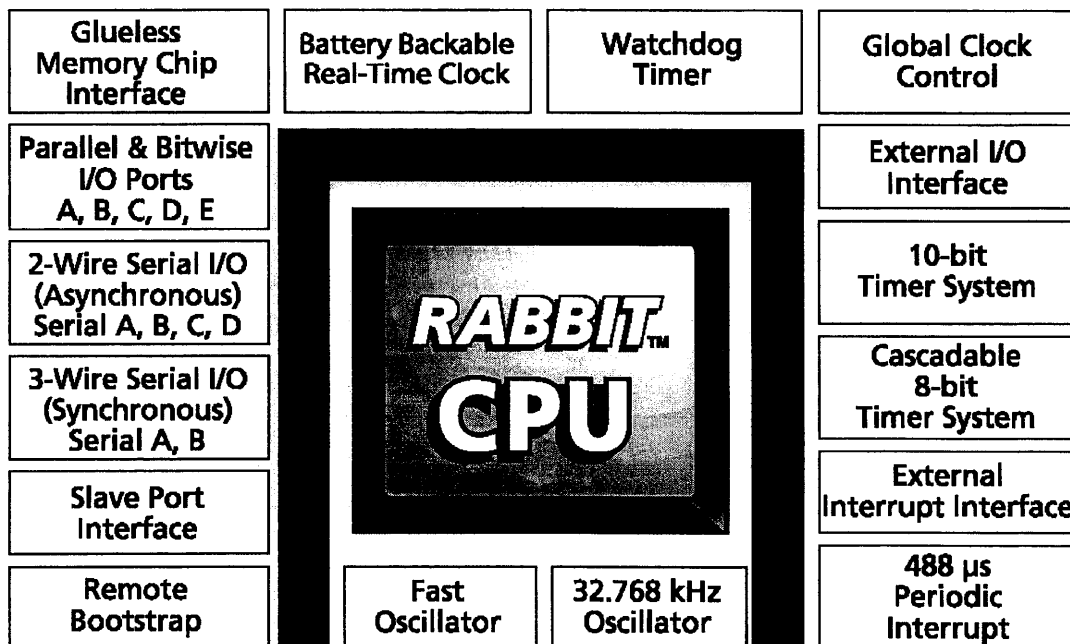 Glueless
Memory Chip
Interface
Battery Backable
Real-Time Clock
Watchdog
Timer
Global Clock
Control
Parallel & Bitwise
I/O Ports
A, B, C, D, E
External I/O
Interface
2-Wire Serial I/O
(Asynchronous)
Serial A, B, C, D
10-bit
Timer System
RABBIT™
CPU
3-Wire Serial I/O
(Synchronous)
Serial A, B
Cascadable
8-bit
Timer System
Slave Port
Interface
External
Interrupt Interface
Remote
Bootstrap
Fast
Oscillator
32.768 kHz
Oscillator
488 µs
Periodic
Interrupt